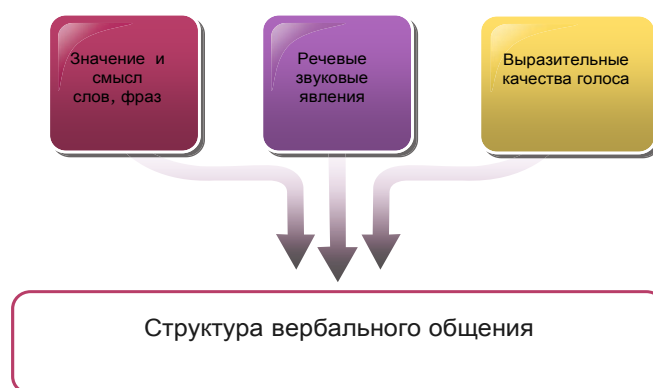 Значение и
смысл
слов, фраз
Речевые
звуковые
явления
Выразительные
качества голоса
Структура вербального общения